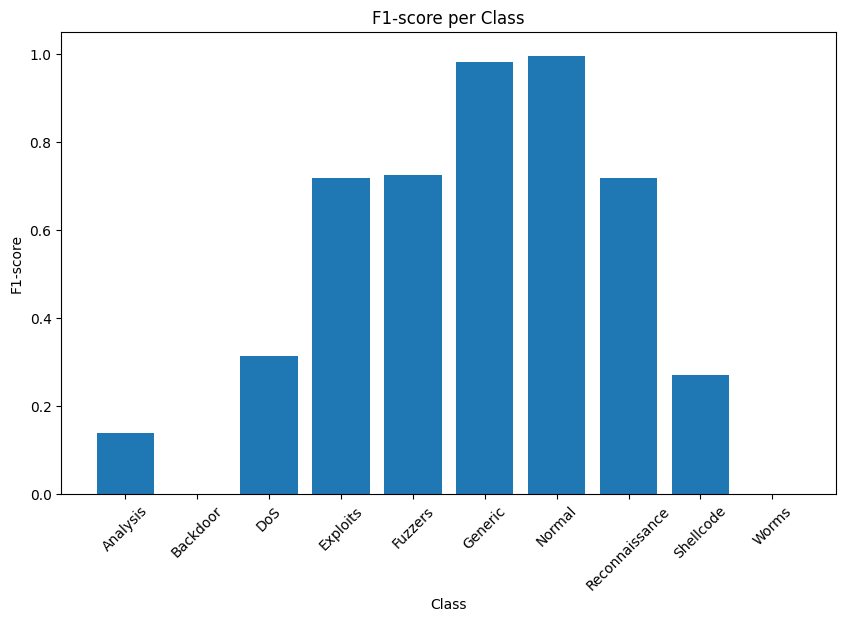 F1-score per Class
1.0
0.8
0.6
0.4
0.2
0.0
F1-score
Analysis
Backdoor
DoS
Exploits
Fuzzers
Generic
Normal
Reconnaissance
Shellcode
Worms
Class